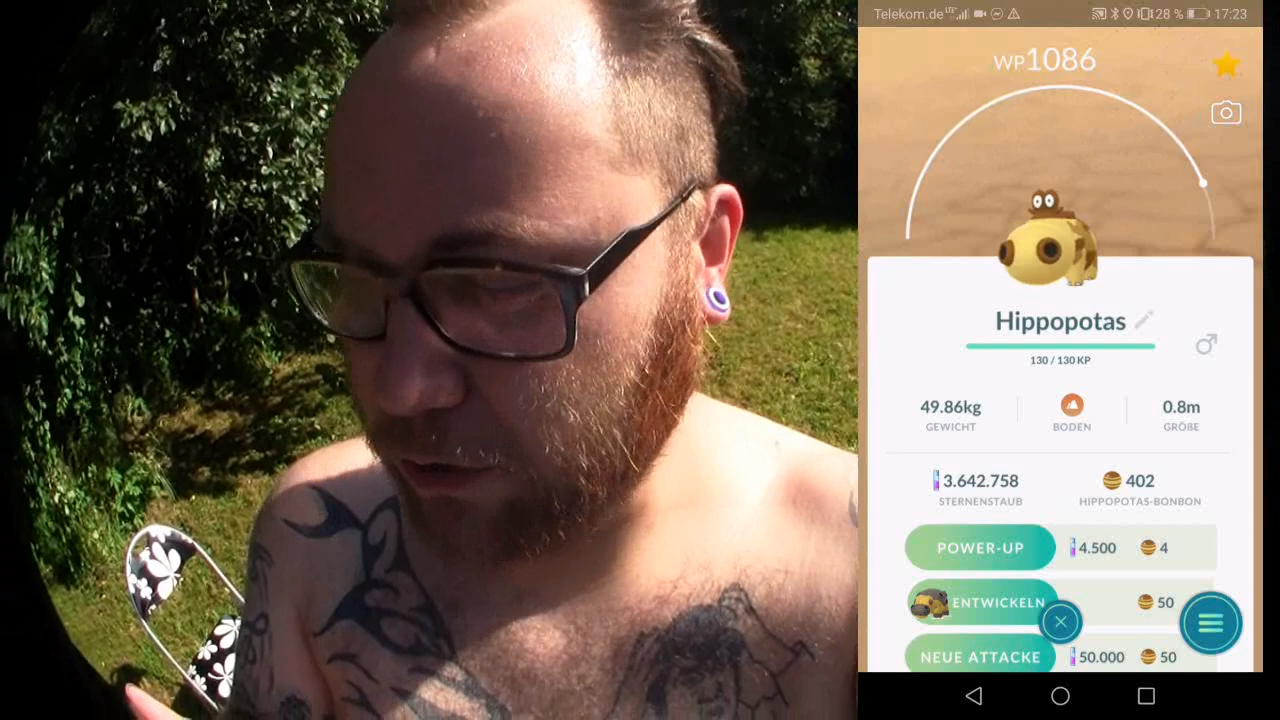 Telekom.de LTE 28 % 17:23
WP1086
Hippopotas
130 / 130 KP
49.86kg
GEWICHT
BODEN
0.8m
GRÖßE
3.642.758
STERNENSTAUB
402
HIPPOPOTAS-BONBON
POWER-UP 4.500 4
ENTWICKELN 50
NEUE ATTACKE 50.000 50